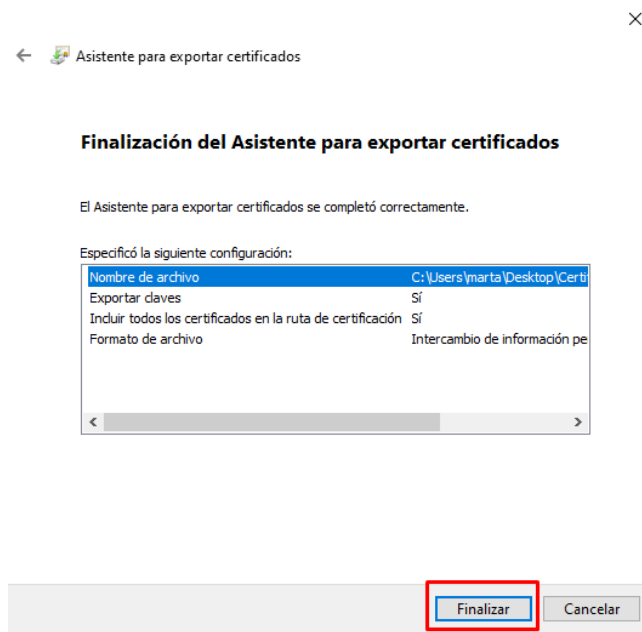 Asistente para exportar certificados
Finalización del Asistente para exportar certificados
El Asistente para exportar certificados se completó correctamente.
Especificó la siguiente configuración:
Nombre de archivo C:\Users\marta\Desktop\Certi
Exportar claves Sí
Incluir todos los certificados en la ruta de certificación Sí
Formato de archivo Intercambio de información pe
Finalizar Cancelar